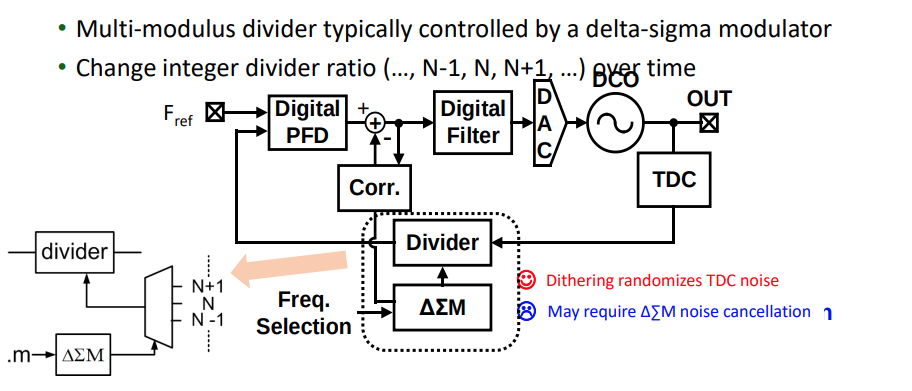 • Multi-modulus divider typically controlled by a delta-sigma modulator
• Change integer divider ratio (…, N-1, N, N+1, …) over time
DCO
OUT
Fref
Digital PFD
+
-
Digital Filter
DAC
Corr.
TDC
Divider
ΔΣM
Freq. Selection
divider
N+1
N
N-1
.m
ΔΣM
Dithering randomizes TDC noise
May require ΔΣM noise cancellation